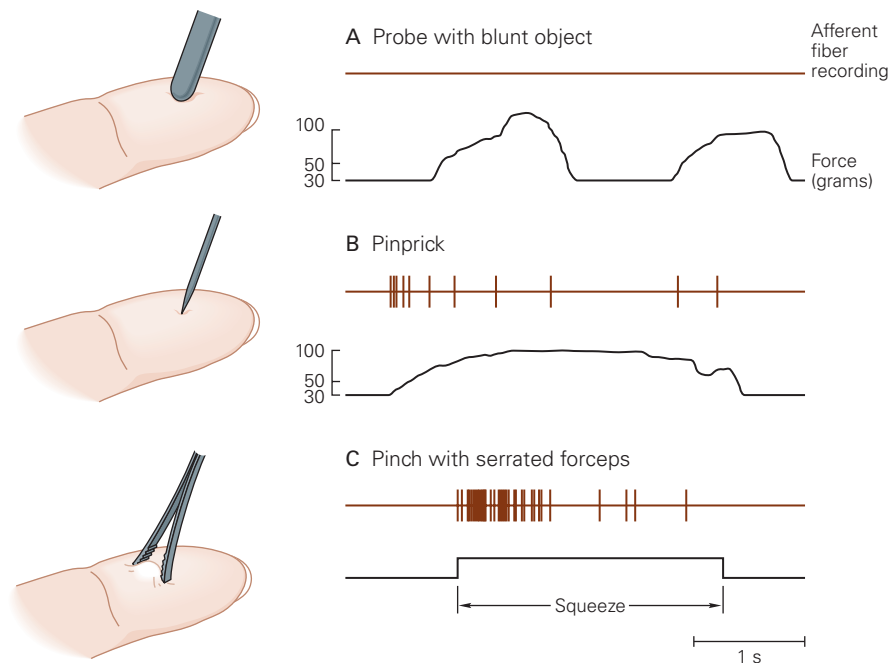 A Probe with blunt object
Afferent
fiber
recording
100
50
30
Force
(grams)
B Pinprick
100
50
30
C Pinch with serrated forceps
Squeeze
1 s